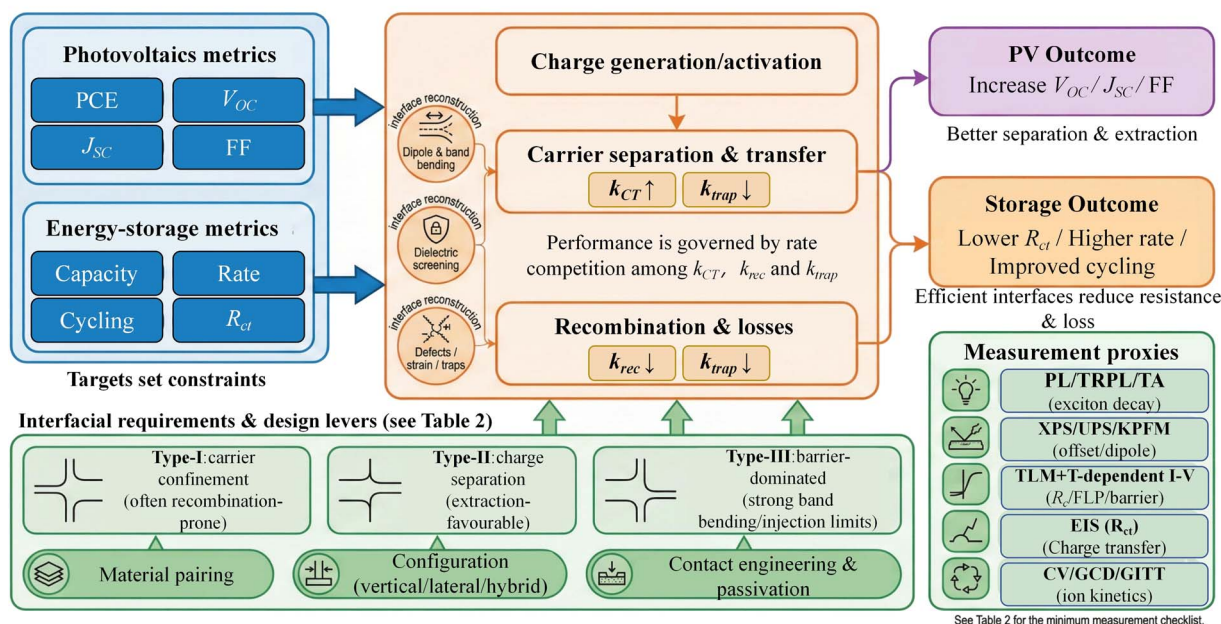 Photovoltaics metrics
PCE
V_OC
J_SC
FF
Energy-storage metrics
Capacity
Rate
Cycling
R_ct
Targets set constraints
interface reconstruction
Dipole & band
bending
interface reconstruction
Dielectric
screening
interface reconstruction
Defects /
strain / traps
Charge generation/activation
Carrier separation & transfer
k_CT ↑
k_trap ↓
Performance is governed by rate
competition among k_CT, k_rec and k_trap
Recombination & losses
k_rec ↓
k_trap ↓
PV Outcome
Increase V_OC / J_SC / FF
Better separation & extraction
Storage Outcome
Lower R_ct / Higher rate /
Improved cycling
Efficient interfaces reduce resistance
& loss
Interfacial requirements & design levers (see Table 2)
Type-I:carrier
confinement
(often recombination-
prone)
Type-II:charge
separation
(extraction-
favourable)
Type-III:barrier-
dominated
(strong band
bending/injection limits)
Material pairing
Configuration
(vertical/lateral/hybrid)
Contact engineering &
passivation
Measurement proxies
PL/TRPL/TA
(exciton decay)
XPS/UPS/KPFM
(offset/dipole)
TLM+T-dependent I-V
(R_c/FLP/barrier)
EIS (R_ct)
(Charge transfer)
CV/GCD/GITT
(ion kinetics)
See Table 2 for the minimum measurement checklist.